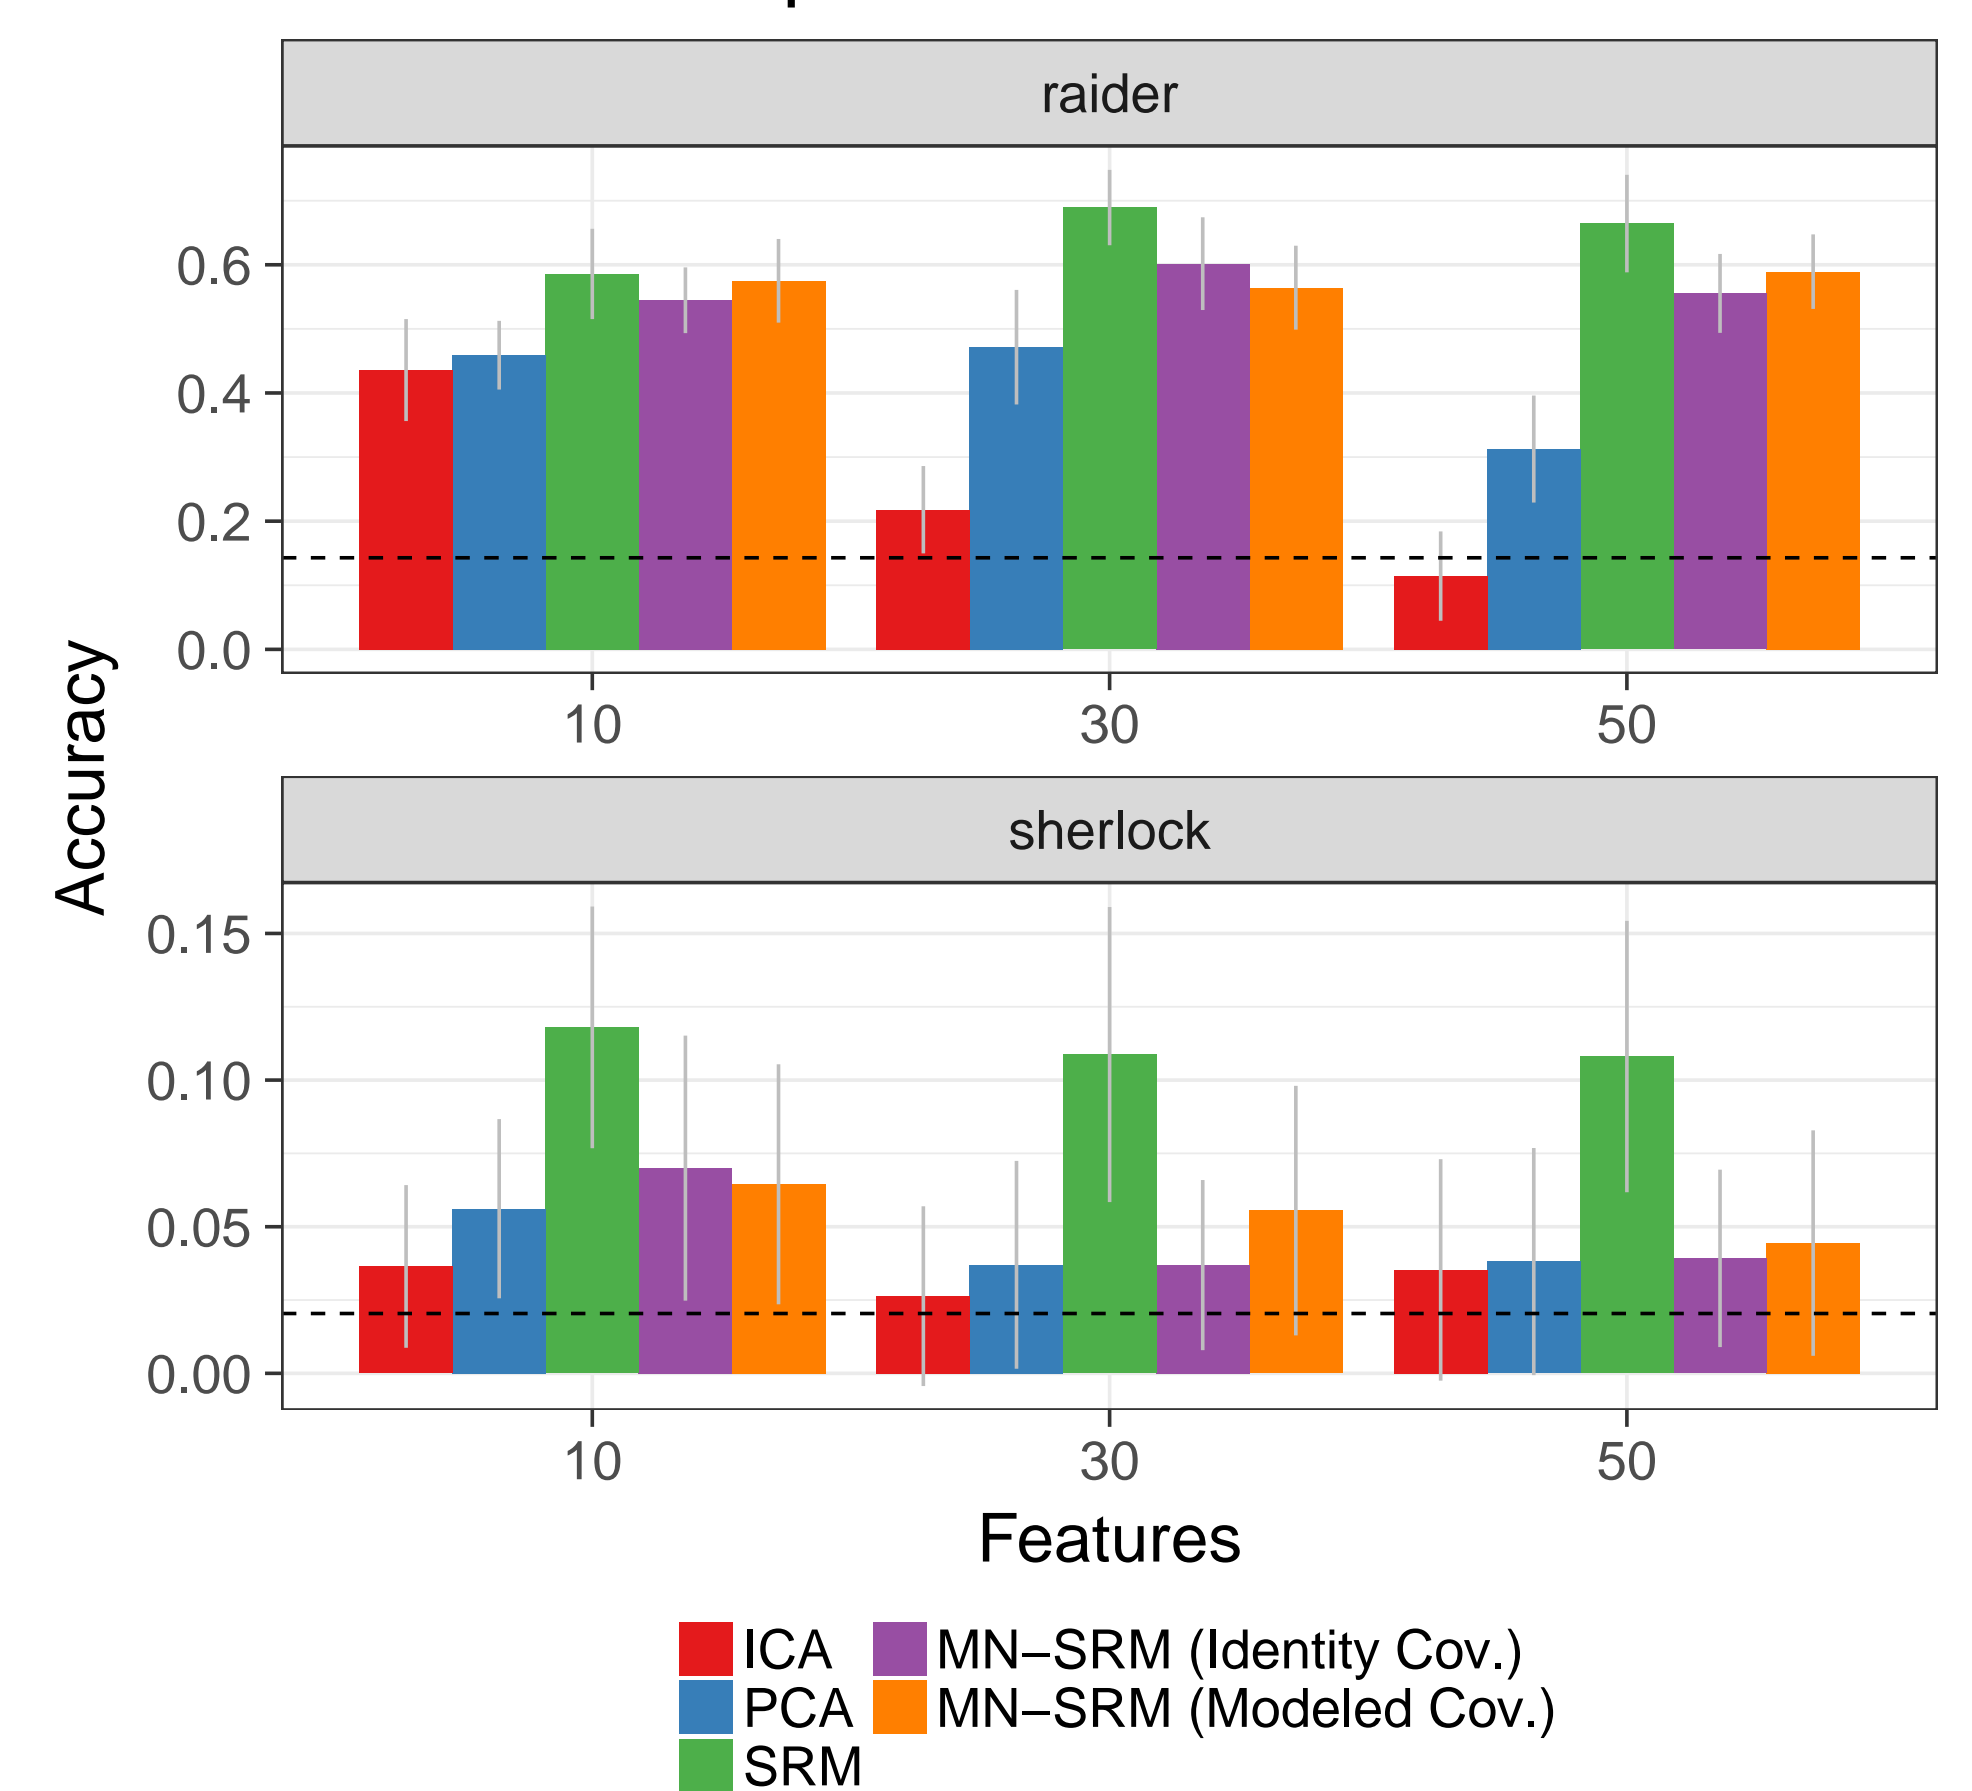 raider
0.6
0.4
0.2
0.0
10 30 50
Accuracy
sherlock
0.15
0.10
0.05
0.00
10 30 50
Features
ICA MN–SRM (Identity Cov.)
PCA MN–SRM (Modeled Cov.)
SRM